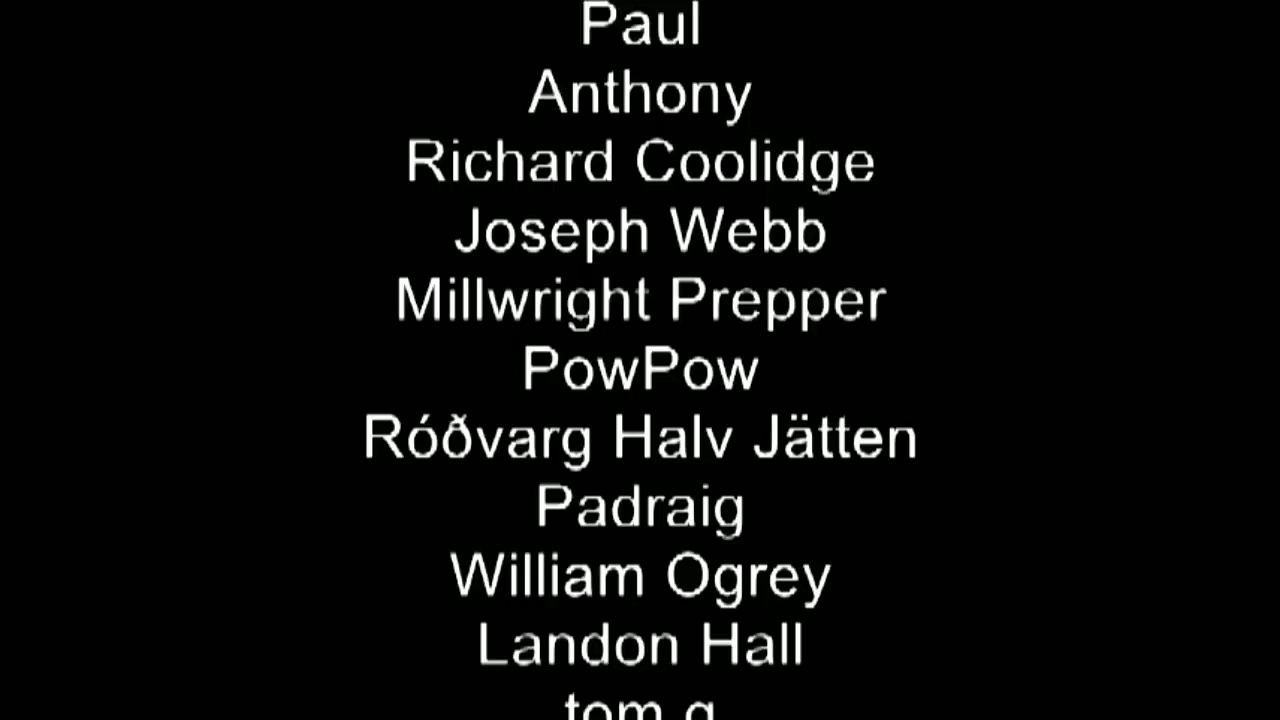 Paul
Anthony
Richard Coolidge
Joseph Webb
Millwright Prepper
PowPow
Róðvarg Halv Jätten
Padraig
William Ogrey
Landon Hall
tom g